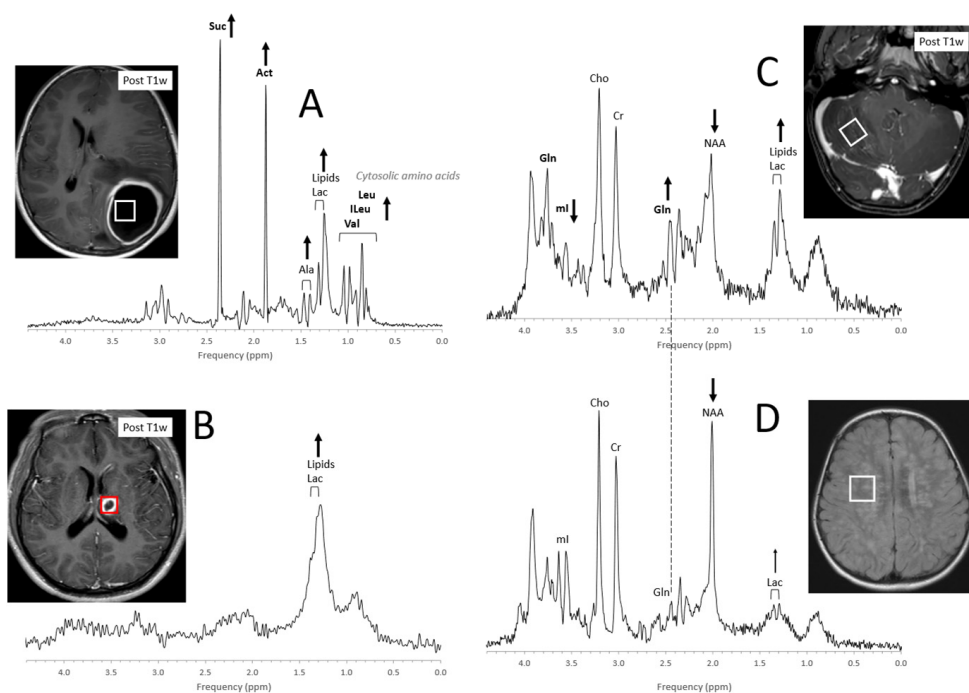 A
Post T1w
Suc
Act
Cytosolic amino acids
Lipids
Lac
Leu
ILeu
Val
Ala
4.0 3.5 3.0 2.5 2.0 1.5 1.0 0.5 0.0
Frequency (ppm)
C
Post T1w
Cho
Cr
NAA
Gln
mI
Gln
Lipids
Lac
4.0 3.5 3.0 2.5 2.0 1.5 1.0 0.5 0.0
Frequency (ppm)
B
Post T1w
Lipids
Lac
4.0 3.5 3.0 2.5 2.0 1.5 1.0 0.5 0.0
Frequency (ppm)
D
Cho
Cr
NAA
mI
Gln
Lac
4.0 3.5 3.0 2.5 2.0 1.5 1.0 0.5 0.0
Frequency (ppm)